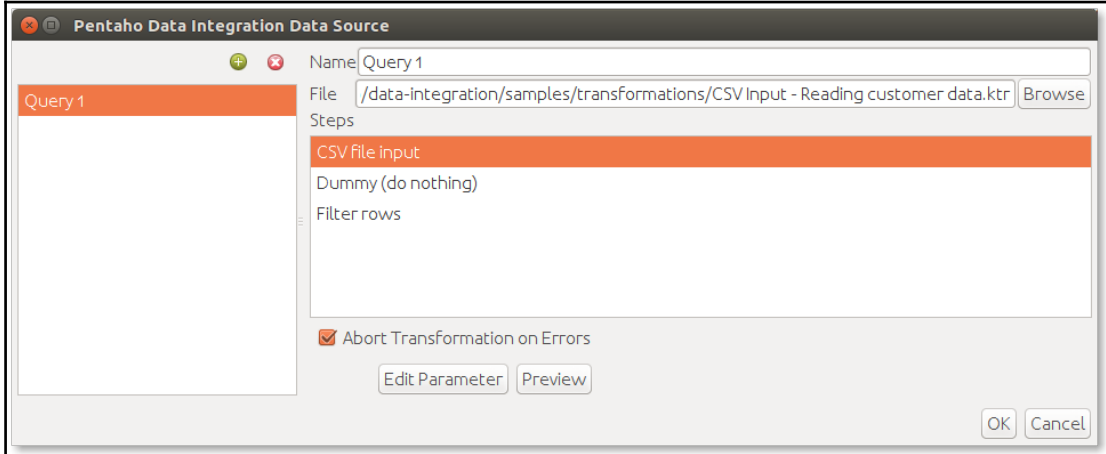 Pentaho Data Integration Data Source
Name Query 1
Query 1
File /data-integration/samples/transformations/CSV Input - Reading customer data.ktr Browse
Steps
CSV file input
Dummy (do nothing)
Filter rows
Abort Transformation on Errors
Edit Parameter Preview
OK Cancel